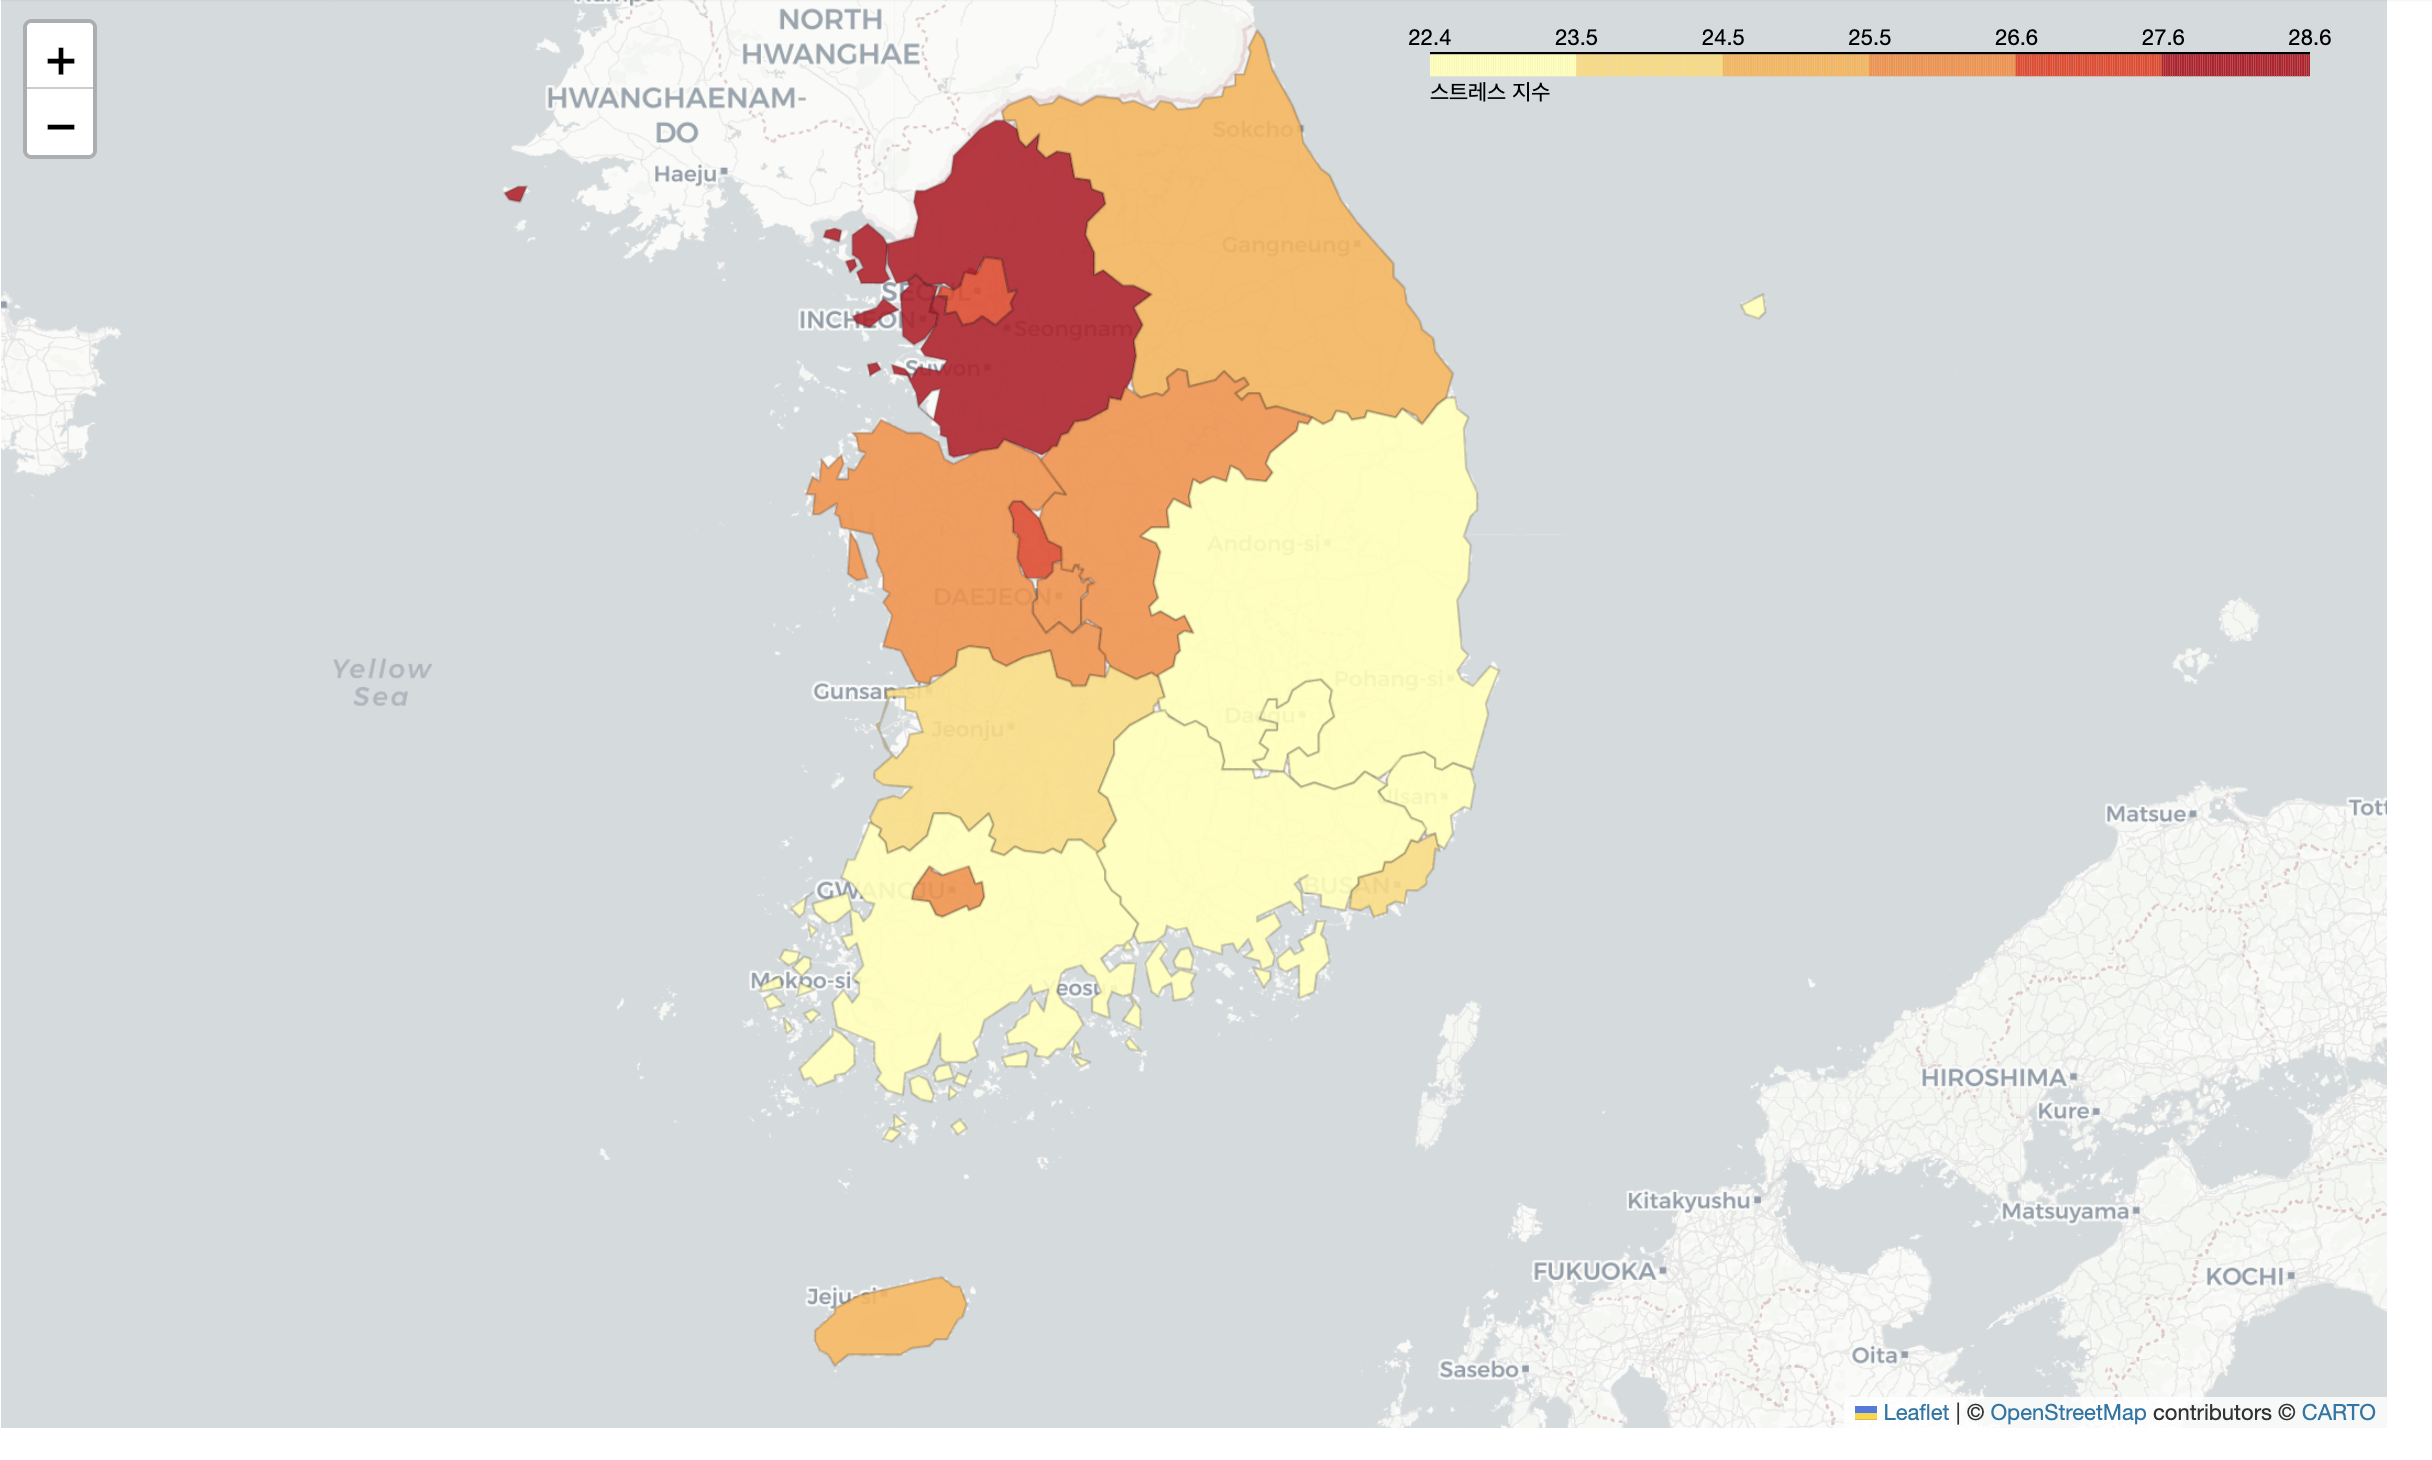 +
−
NORTH
HWANGHAE
HWANGHAENAM-
DO
Haeju
22.4 23.5 24.5 25.5 26.6 27.6 28.6
스트레스 지수
Sokcho
Gangneung
SEOUL
INCHEON
Seongnam
Suwon
Andong-si
DAEJEON
Yellow
Sea
Gunsan-si
Pohang-si
Daegu
Jeonju
Ulsan
Matsue
GWANGJU
BUSAN
Mokpo-si
Yeosu
HIROSHIMA
Kure
Kitakyushu
Matsuyama
FUKUOKA
KOCHI
Jeju-si
Oita
Sasebo
Leaflet | © OpenStreetMap contributors © CARTO